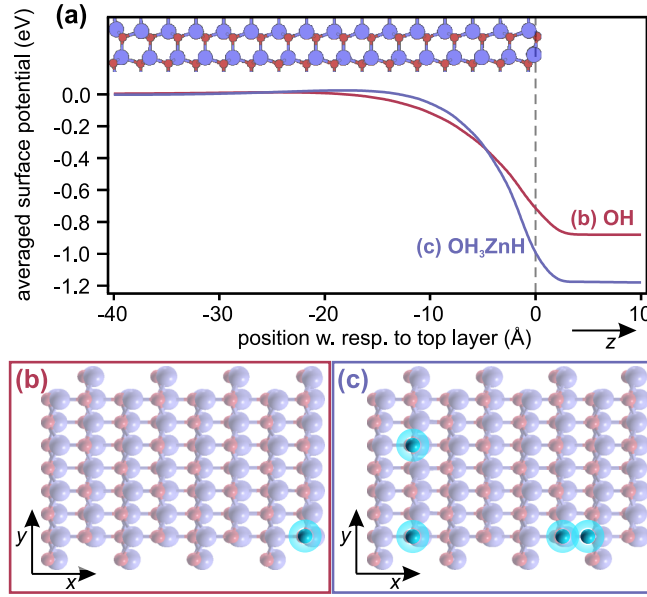 (a)
averaged surface potential (eV)
0.0
-0.2
-0.4
-0.6
-0.8
-1.0
-1.2
(b) OH
(c) OH₃ZnH
-40
-30
-20
-10
0
10
position w. resp. to top layer (Å)
z
(b)
y
x
(c)
y
x